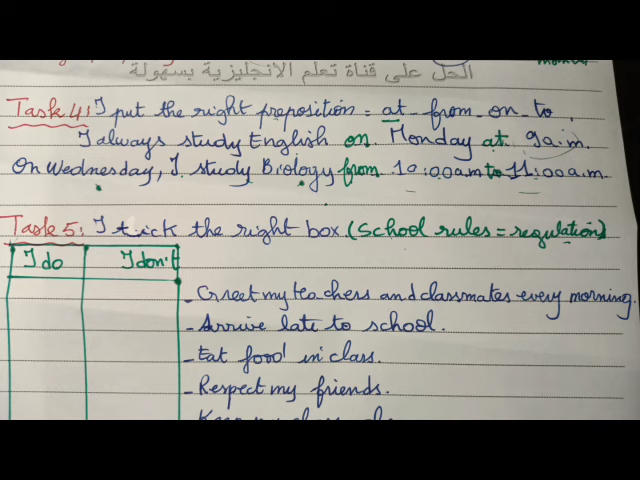 الحل على قناة تعلم الانجليزية بسهولة
Task 4: I put the right preposition = at - from - on - to.
I always study English on Monday at 9a.m.
On Wednesday, I study Biology from 10:00am to 11:00a.m.
Task 5: I tick the right box (School rules = regulation)
I do I don't
- Greet my teachers and classmates every morning.
- Arrive late to school.
- Eat food in class.
- Respect my friends.